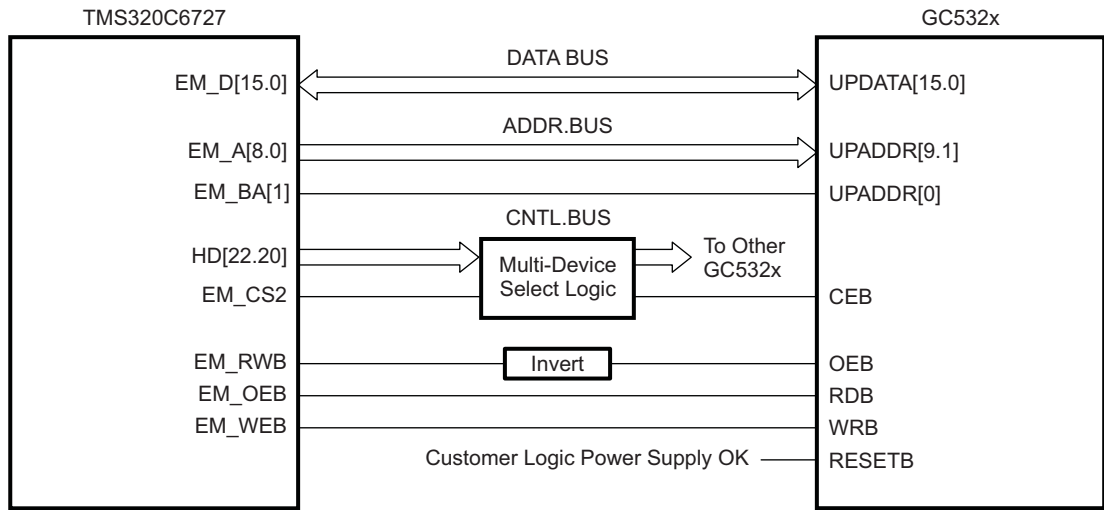 TMS320C6727
GC532x
DATA BUS
EM_D[15.0]
UPDATA[15.0]
ADDR.BUS
EM_A[8.0]
UPADDR[9.1]
EM_BA[1]
UPADDR[0]
CNTL.BUS
HD[22.20]
Multi-Device
Select Logic
To Other
GC532x
EM_CS2
CEB
EM_RWB
Invert
OEB
EM_OEB
RDB
EM_WEB
WRB
Customer Logic Power Supply OK
RESETB